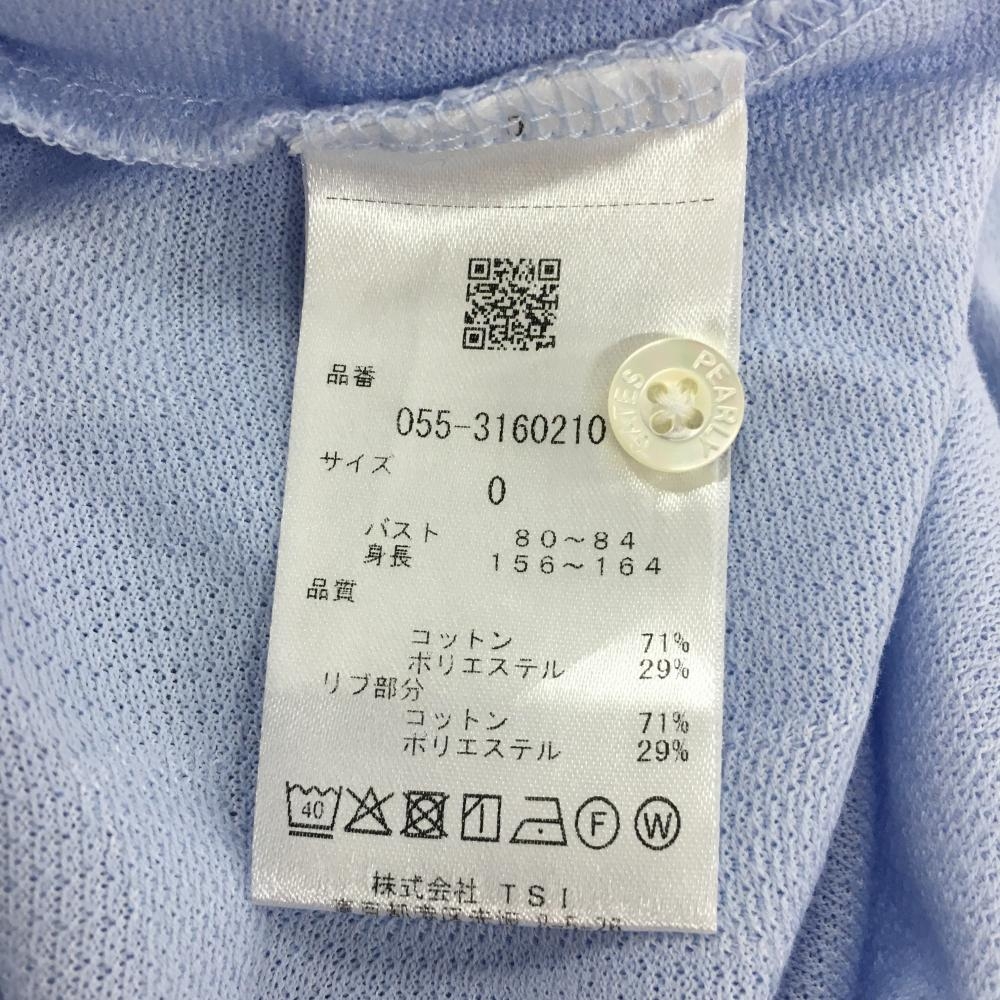 品番
055-3160210
サイズ
0
バスト 80～84
身長 156～164
品質
コットン 71%
ポリエステル 29%
リブ部分
コットン 71%
ポリエステル 29%
40 F W
株式会社 TSI
PEARLY GATES